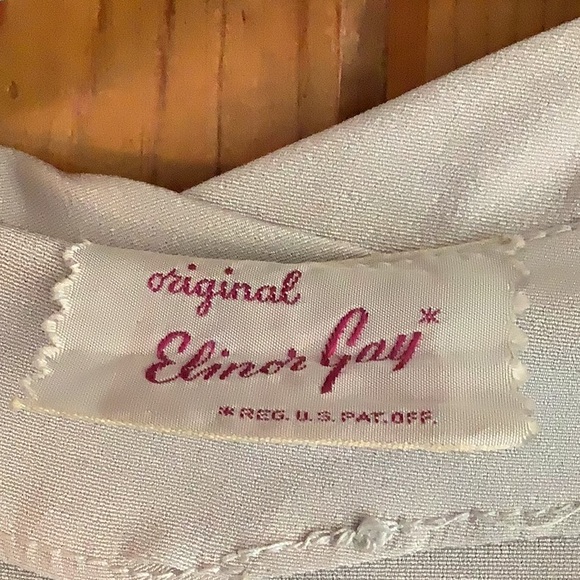 original
Elinor Gay*
*REG. U.S. PAT. OFF.